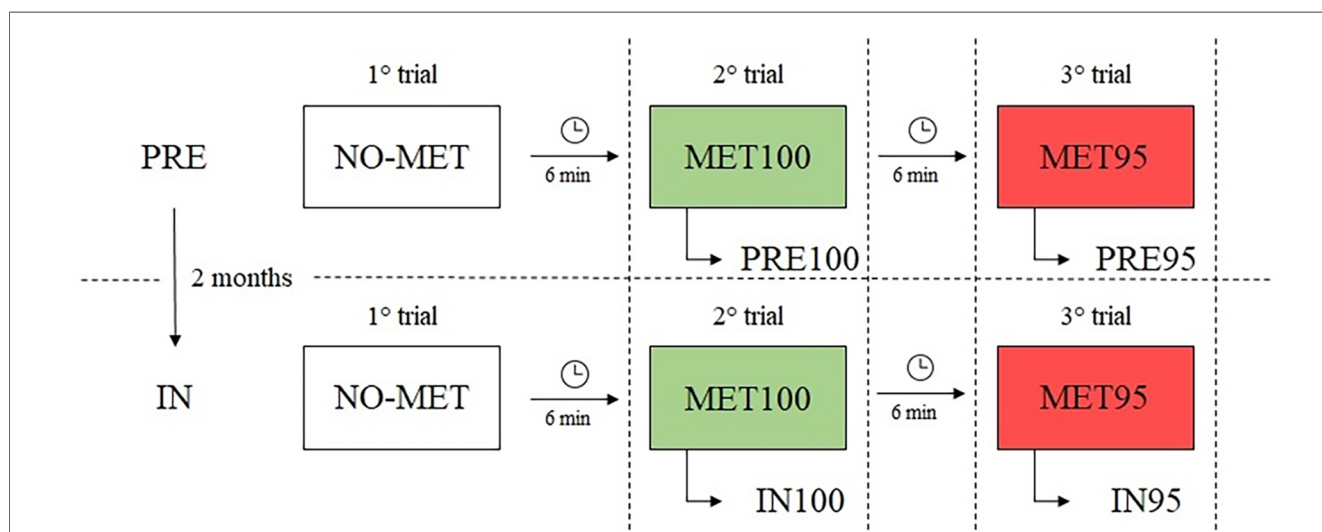 1° trial 2° trial 3° trial
PRE NO-MET 6 min MET100 6 min MET95
PRE100 PRE95
2 months
1° trial 2° trial 3° trial
IN NO-MET 6 min MET100 6 min MET95
IN100 IN95